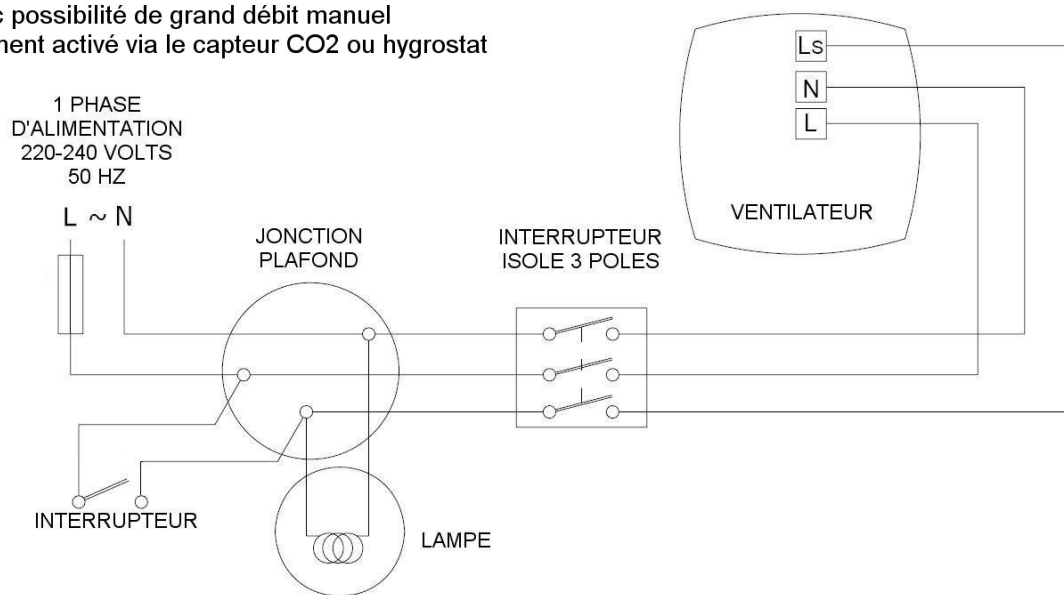 possibilité de grand débit manuel
activé via le capteur CO2 ou hygrostat
1 PHASE
D'ALIMENTATION
220-240 VOLTS
50 HZ
L ~ N
JONCTION
PLAFOND
INTERRUPTEUR
ISOLE 3 POLES
Ls
N
L
VENTILATEUR
INTERRUPTEUR
LAMPE